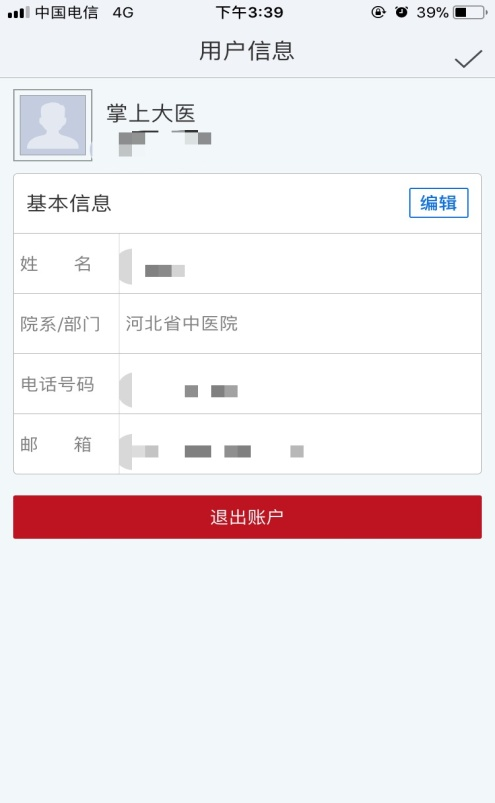 中国电信 4G 下午3:39 39%
用户信息
掌上大医
基本信息 编辑
姓 名
院系/部门 河北省中医院
电话号码
邮 箱
退出账户